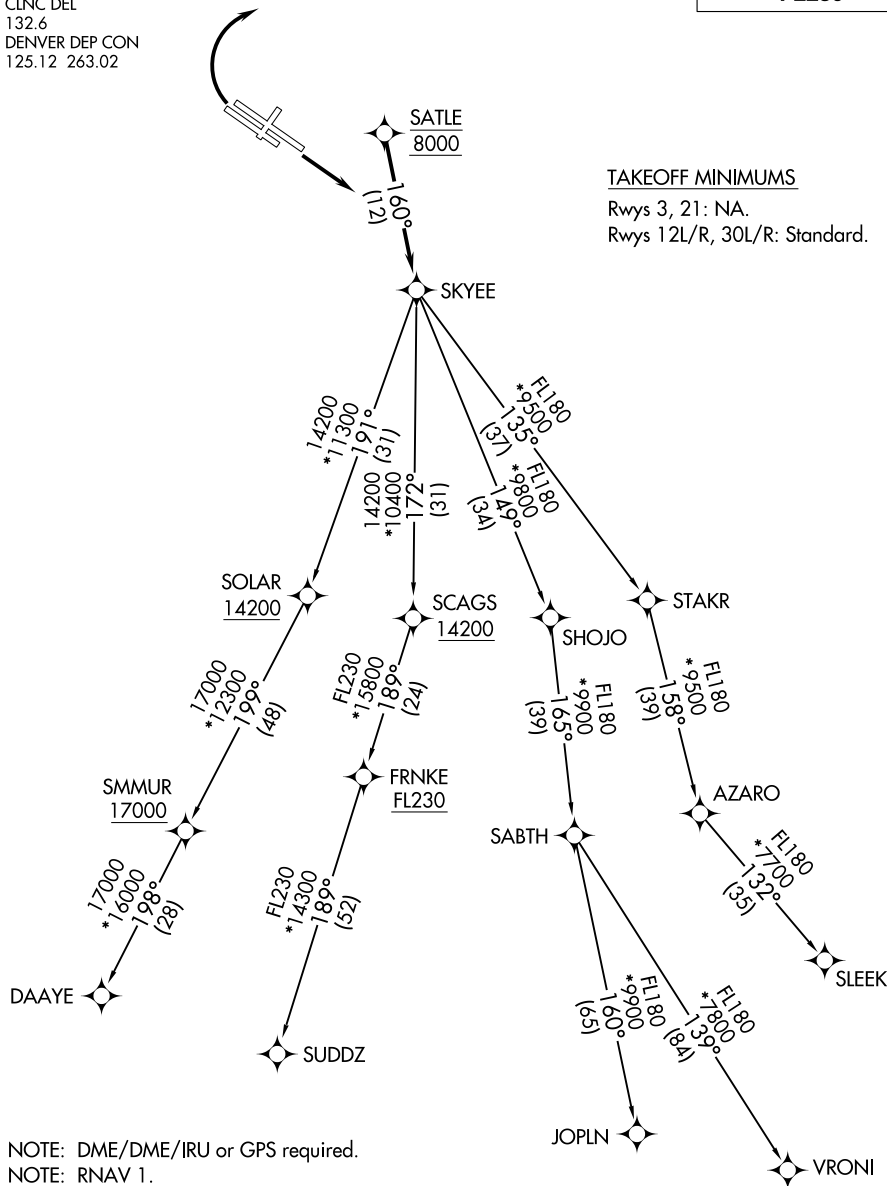 CLNC DEL
132.6
DENVER DEP CON
125.12 263.02
SATLE
8000
TAKEOFF MINIMUMS
Rwys 3, 21: NA.
Rwys 12L/R, 30L/R: Standard.
160°
(12)
SKYEE
14200
*11300
191°
(31)
14200
*10400
172°
(31)
FL180
*9800
149°
(34)
FL180
*9500
135°
(37)
SOLAR
14200
SCAGS
14200
SHOJO
STAKR
17000
*12300
199°
(48)
FL230
*15800
189°
(24)
FL180
*9900
165°
(39)
FL180
*9500
158°
(39)
SMMUR
17000
FRNKE
FL230
SABTH
AZARO
17000
*16000
198°
(28)
FL230
*14300
189°
(52)
FL180
*9900
160°
(65)
FL180
*7800
139°
(84)
FL180
*7700
132°
(35)
SLEEK
DAAYE
SUDDZ
JOPLN
VRONI
NOTE: DME/DME/IRU or GPS required.
NOTE: RNAV 1.